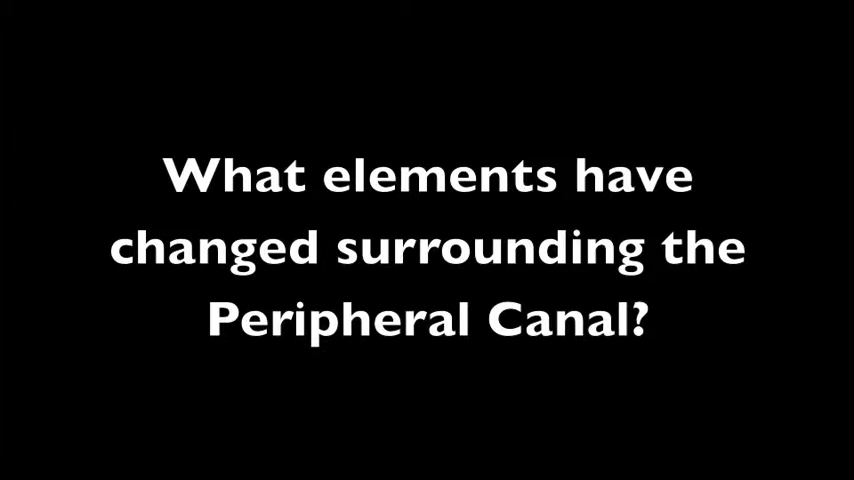 What elements have
changed surrounding the
Peripheral Canal?